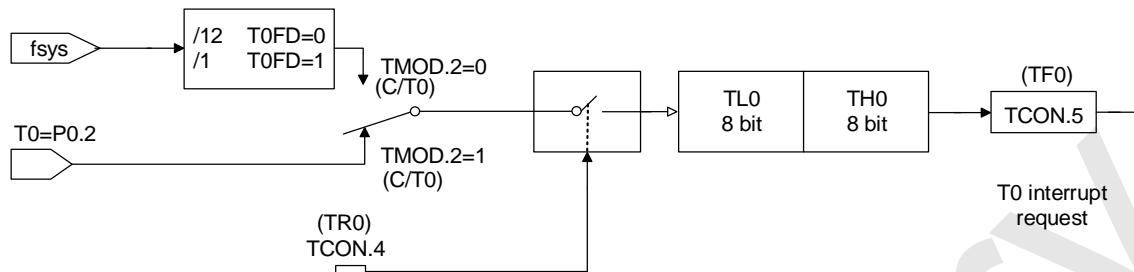 fsys
/12 T0FD=0
/1 T0FD=1
TMOD.2=0
(C/T0)
T0=P0.2
TMOD.2=1
(C/T0)
(TR0)
TCON.4
TL0
8 bit
TH0
8 bit
(TF0)
TCON.5
T0 interrupt
request